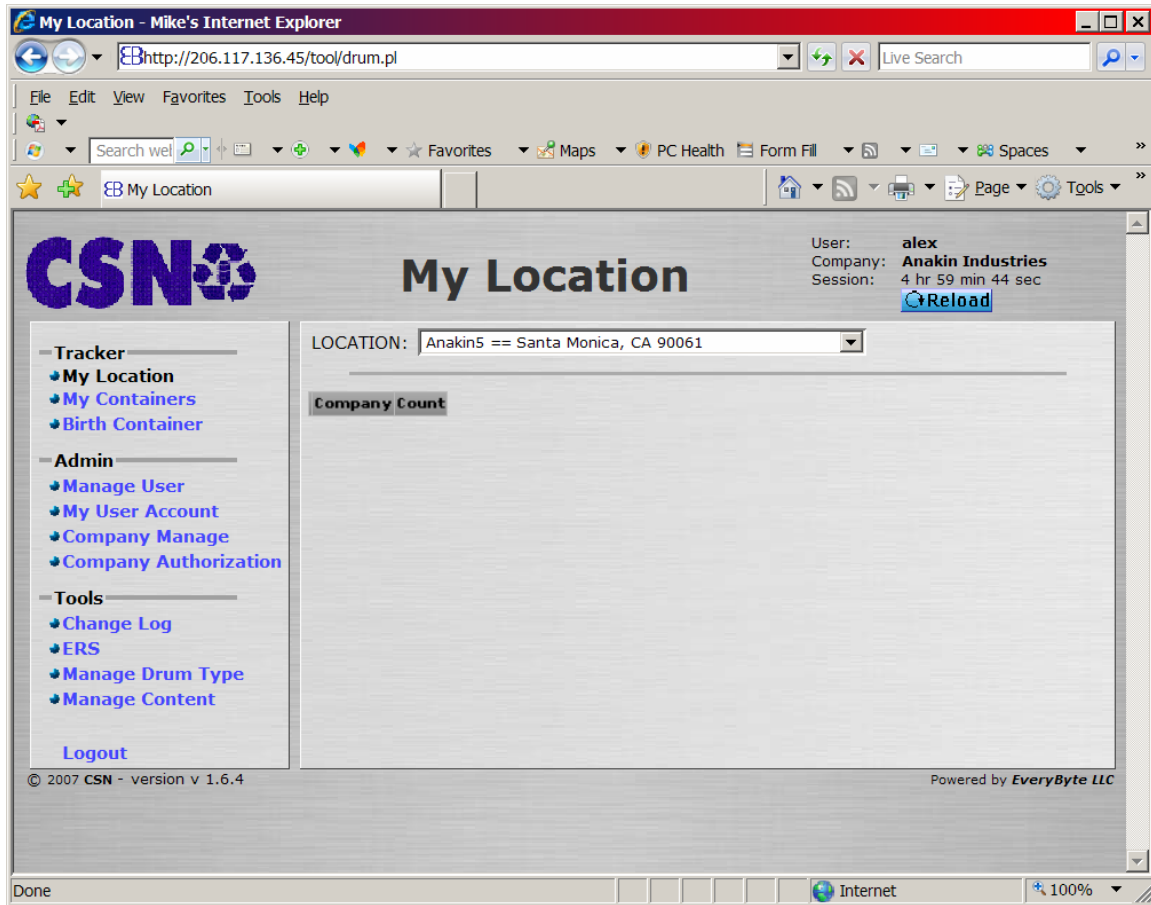 My Location - Mike's Internet Explorer
http://206.117.136.45/tool/drum.pl
Live Search
File Edit View Favorites Tools Help
Search wel Favorites Maps PC Health Form Fill Spaces »
My Location Page Tools »
CSN
My Location
User: alex
Company: Anakin Industries
Session: 4 hr 59 min 44 sec
Reload
Tracker
My Location
My Containers
Birth Container
Admin
Manage User
My User Account
Company Manage
Company Authorization
Tools
Change Log
ERS
Manage Drum Type
Manage Content
Logout
LOCATION: Anakin5 == Santa Monica, CA 90061
Company Count
© 2007 CSN - version v 1.6.4
Powered by EveryByte LLC
Done Internet 100%